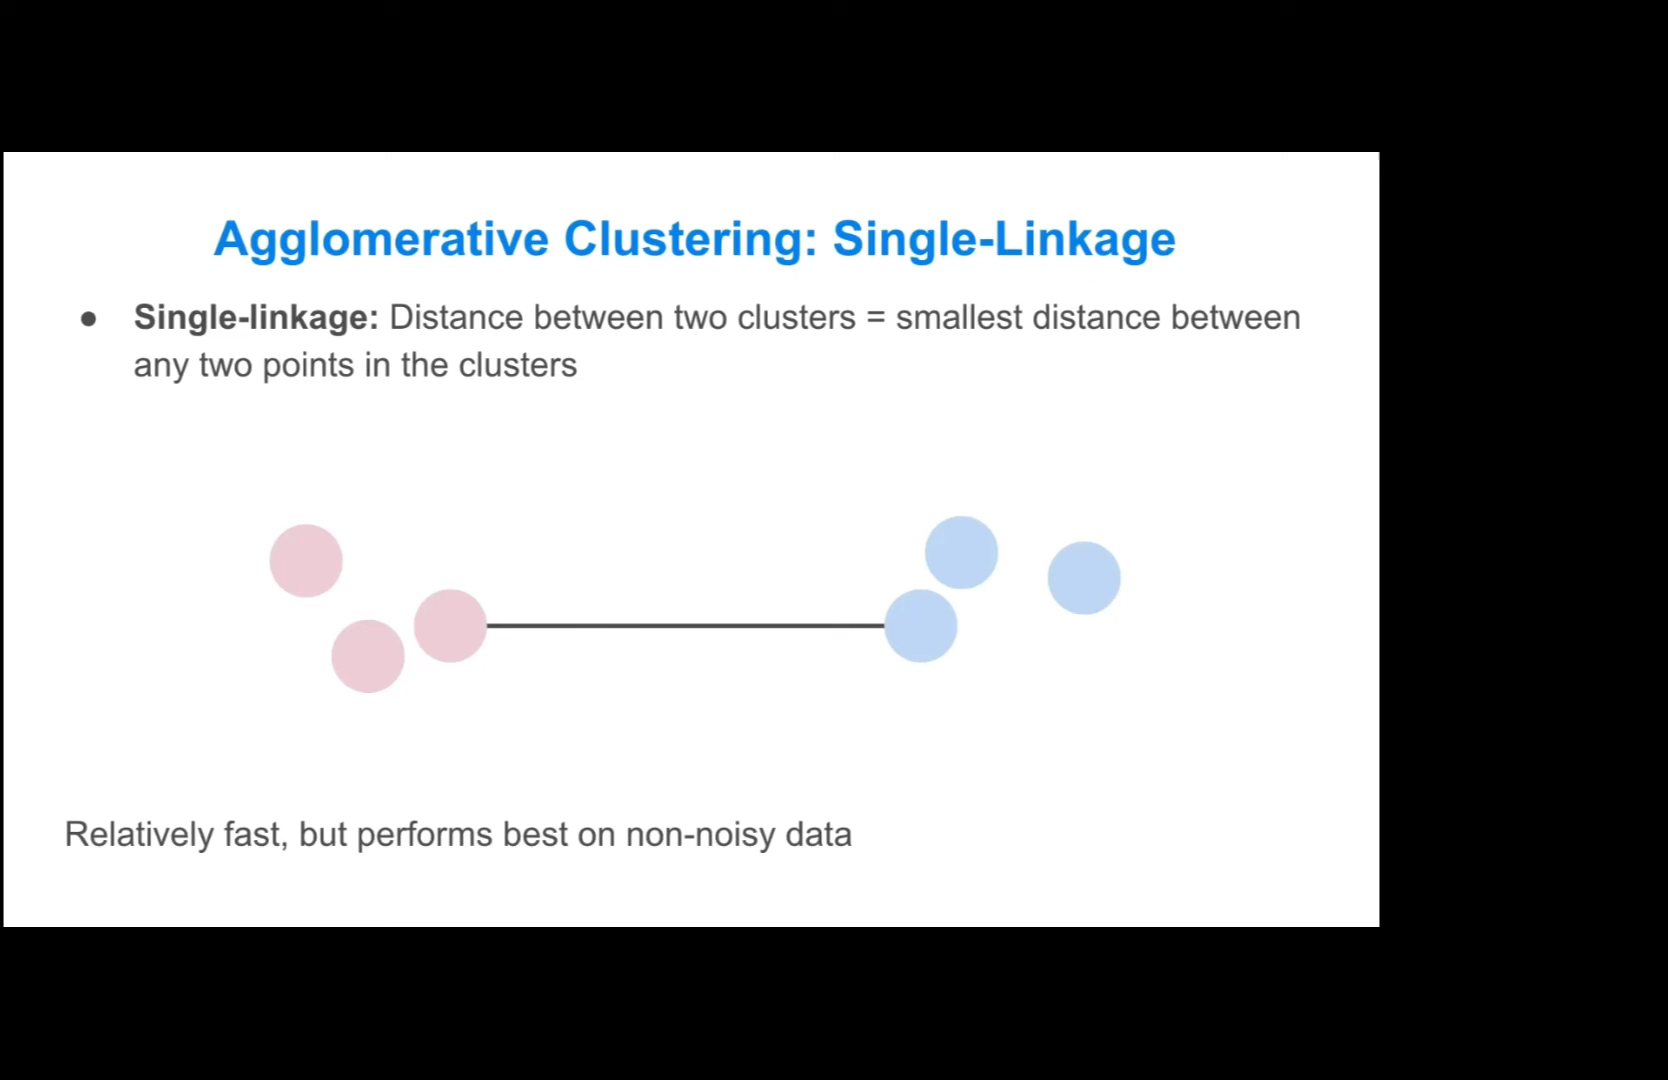 Agglomerative Clustering: Single-Linkage
● Single-linkage: Distance between two clusters = smallest distance between
any two points in the clusters
Relatively fast, but performs best on non-noisy data